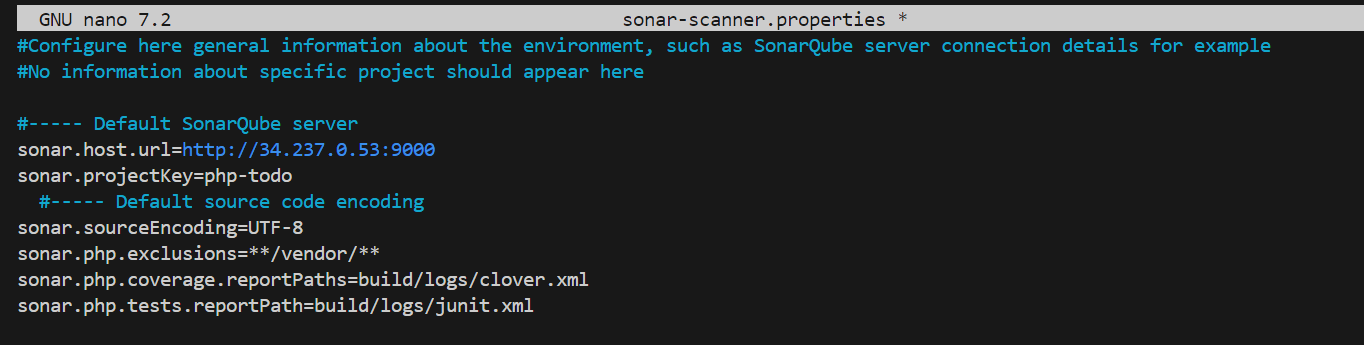 GNU nano 7.2 sonar-scanner.properties *
#Configure here general information about the environment, such as SonarQube server connection details for example
#No information about specific project should appear here
#----- Default SonarQube server
sonar.host.url=http://34.237.0.53:9000
sonar.projectKey=php-todo
#----- Default source code encoding
sonar.sourceEncoding=UTF-8
sonar.php.exclusions=**/vendor/**
sonar.php.coverage.reportPaths=build/logs/clover.xml
sonar.php.tests.reportPath=build/logs/junit.xml